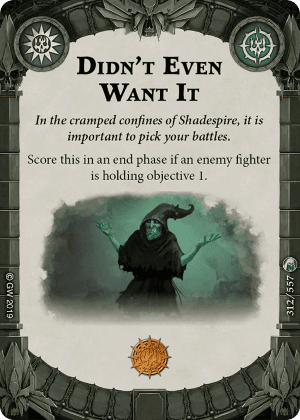 Didn't Even
Want It
In the cramped confines of Shadespire, it is
important to pick your battles.
Score this in an end phase if an enemy fighter
is holding objective 1.
© GW 2019
312/557